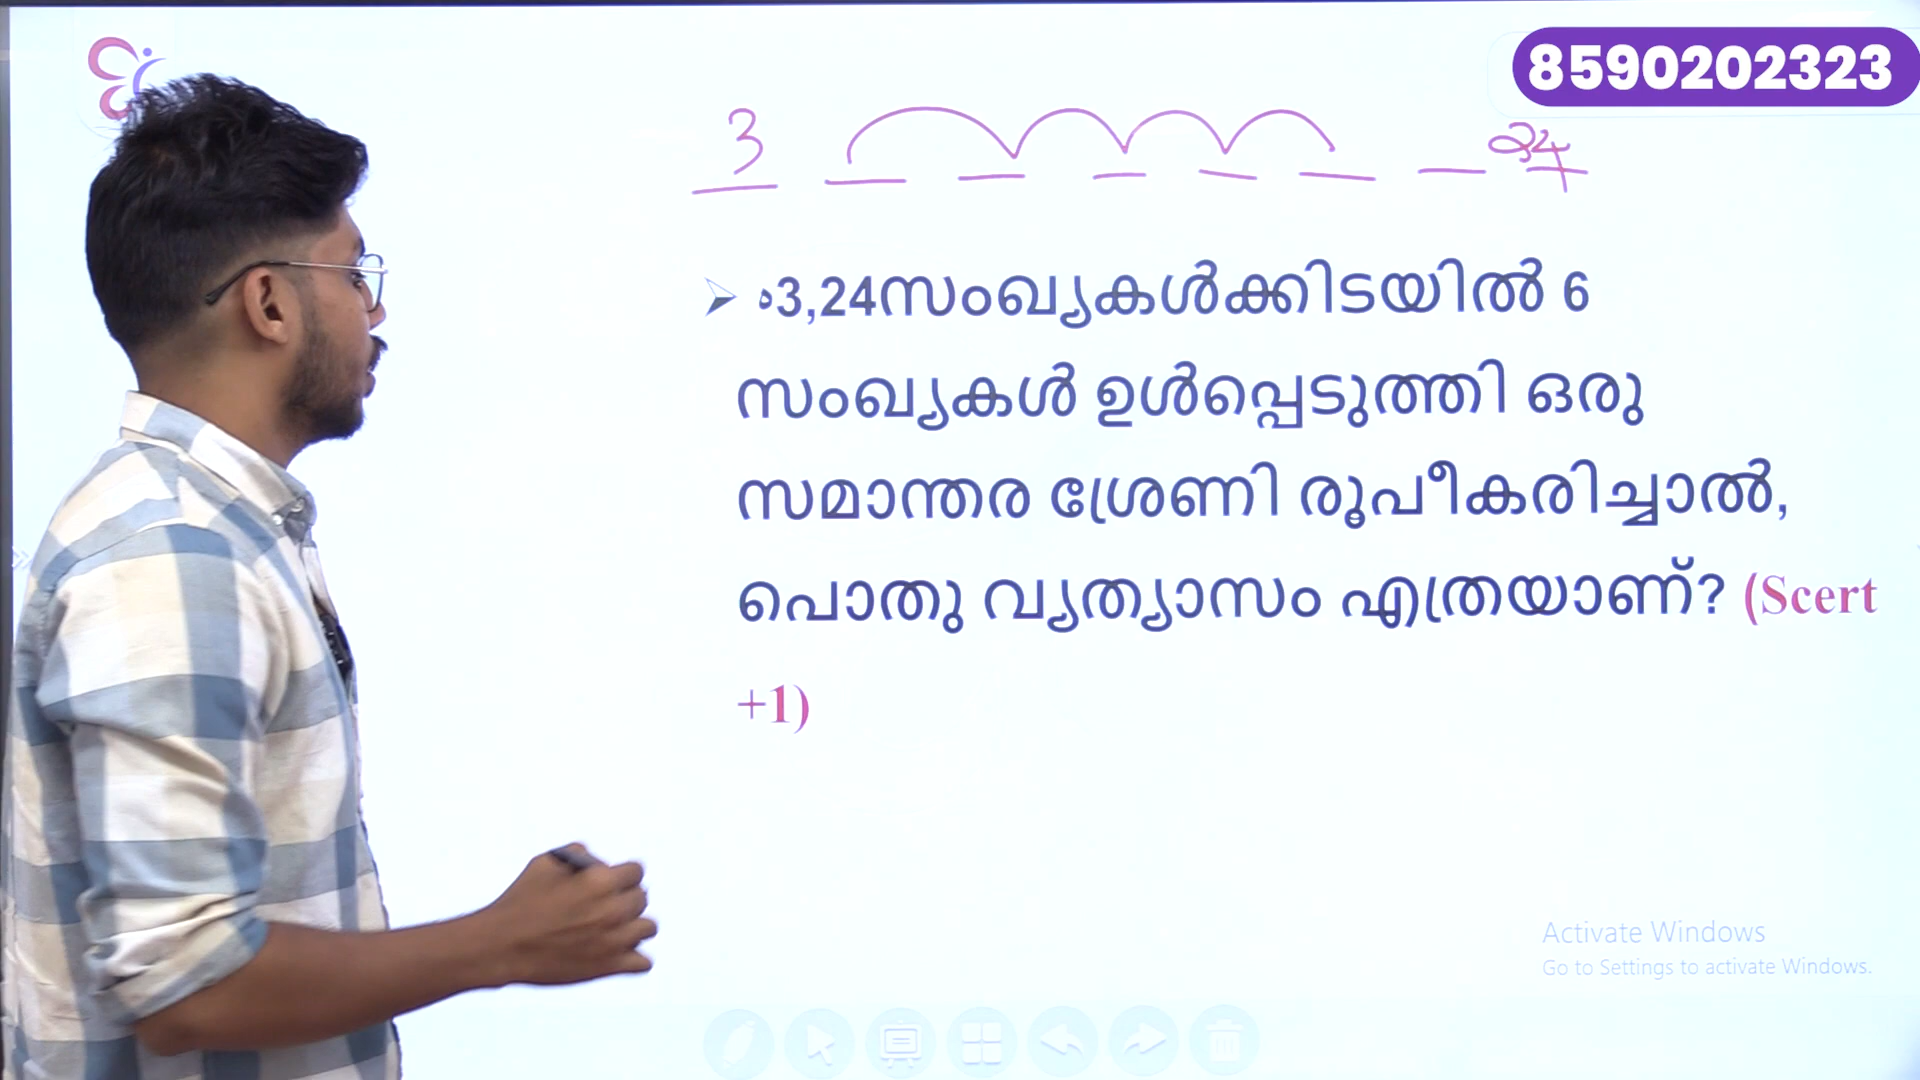 8590202323
3 24
3,24സംഖ്യകൾക്കിടയിൽ 6
സംഖ്യകൾ ഉൾപ്പെടുത്തി ഒരു
സമാന്തര ശ്രേണി രൂപീകരിച്ചാൽ,
പൊതു വ്യത്യാസം എത്രയാണ്? (Scert
+1)
Activate Windows
Go to Settings to activate Windows.